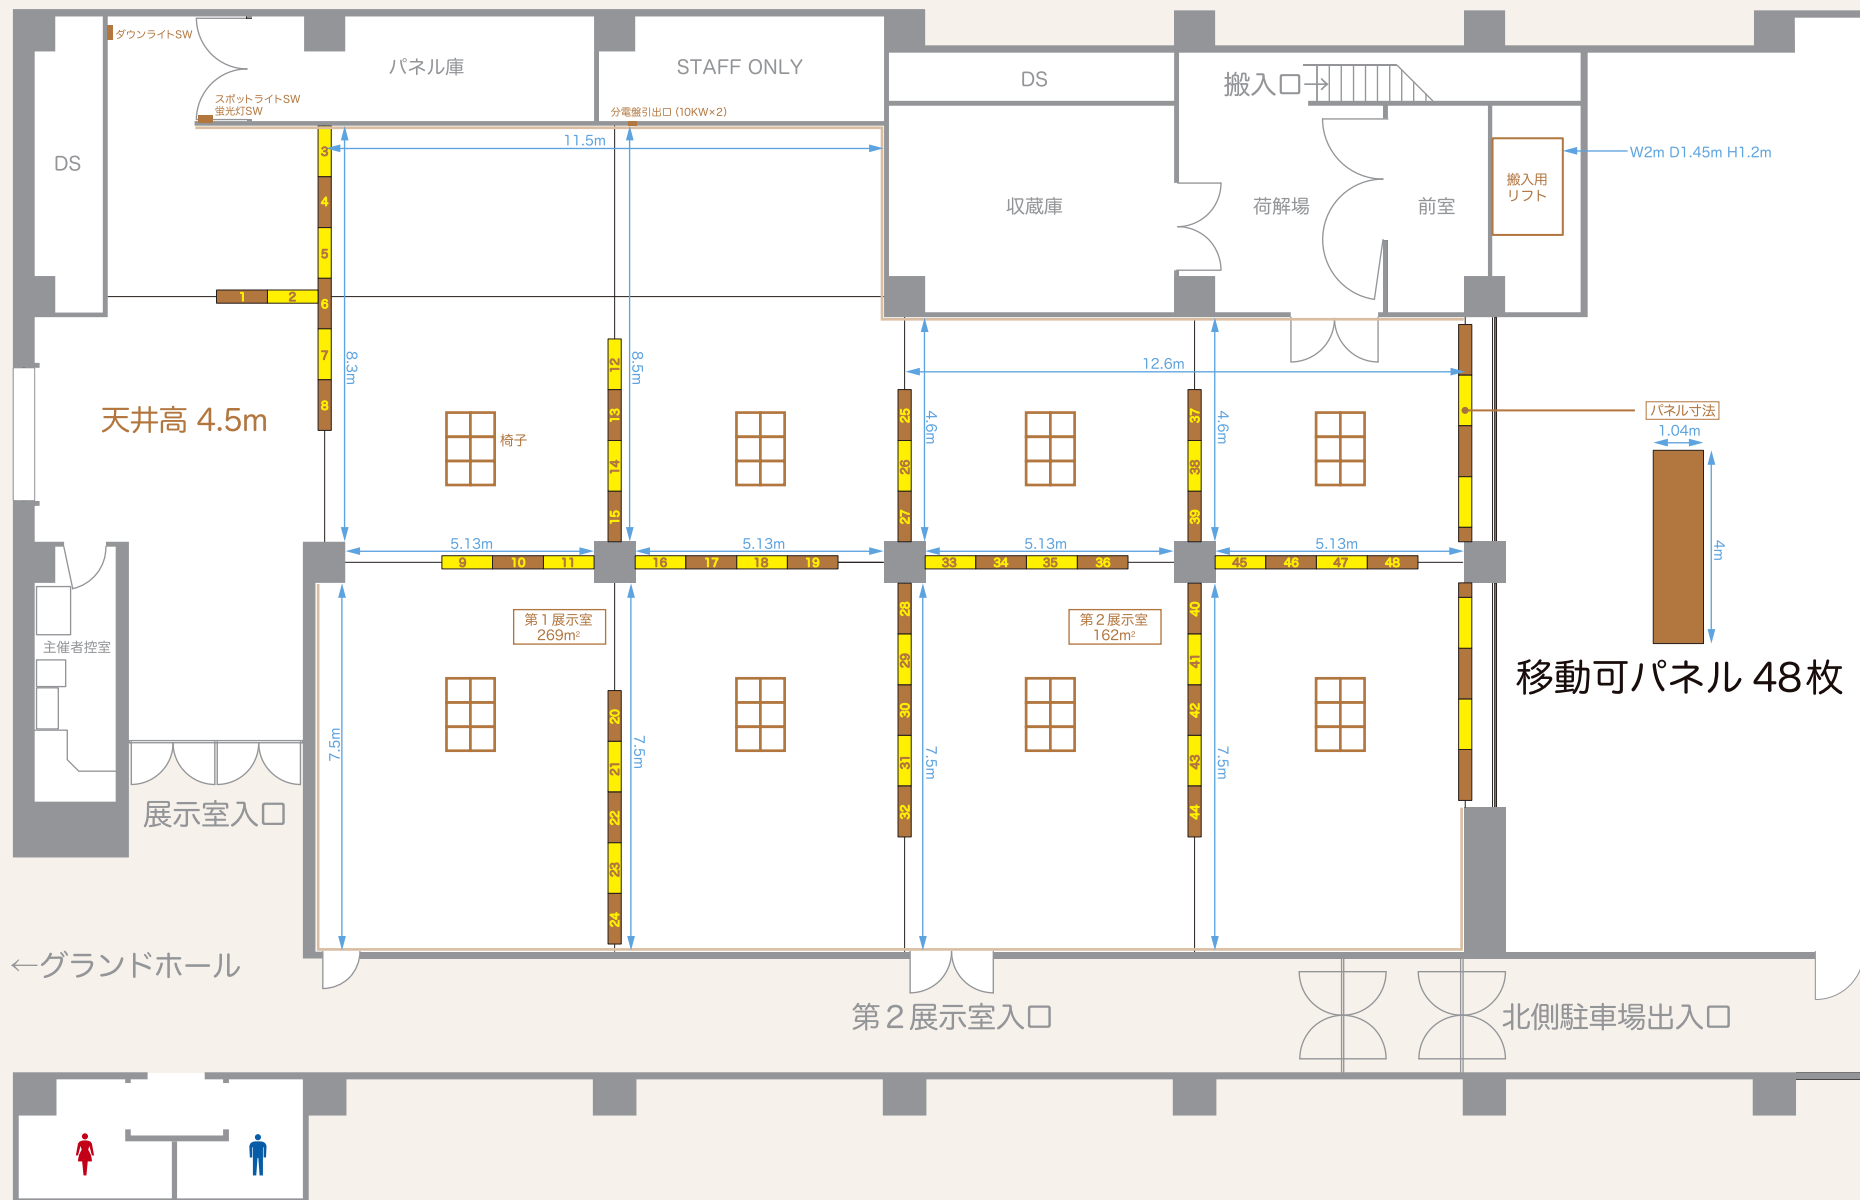 ダウンライトSW
パネル庫
STAFF ONLY
DS
搬入口→
スポットライトSW
蛍光灯SW
分電盤引出口 (10KW×2)
11.5m
W2m D1.45m H1.2m
DS
搬入用
リフト
収蔵庫
荷解場
前室
3
4
5
1
2
6
7
8
8.3m
12
8.5m
13
14
15
12.6m
25
26
27
4.6m
37
38
39
4.6m
天井高 4.5m
椅子
パネル寸法
1.04m
4m
5.13m
5.13m
5.13m
5.13m
9
10
11
16
17
18
19
33
34
35
36
45
46
47
48
第1展示室
269m²
第2展示室
162m²
28
29
30
31
32
40
41
42
43
44
主催者控室
移動可パネル 48枚
20
21
22
23
24
7.5m
7.5m
7.5m
7.5m
展示室入口
←グランドホール
第2展示室入口
北側駐車場出入口